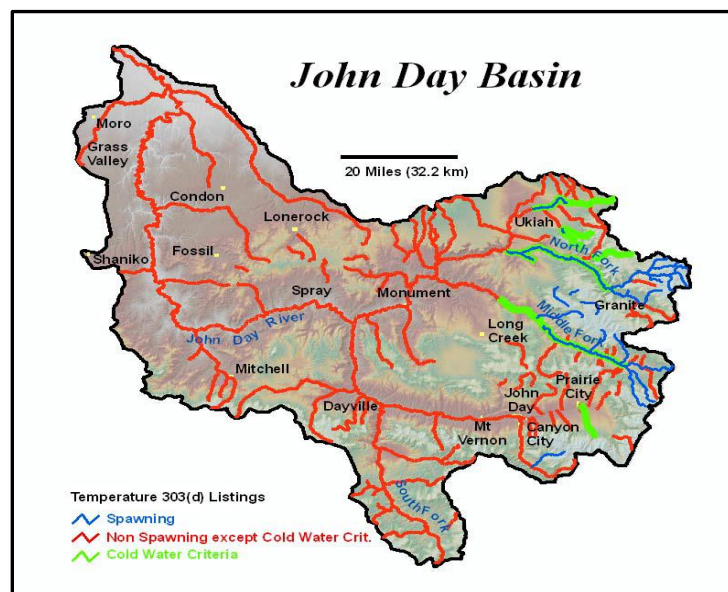 John Day Basin
20 Miles (32.2 km)
Moro
Grass
Valley
Condon
Lonerock
Ukiah
North Fork
Shaniko
Fossil
Spray
Monument
Granite
John Day River
Middle Fork
Long
Creek
Mitchell
Dayville
John
Day
Prairie
City
Mt
Vernon
Canyon
City
South Fork
Temperature 303(d) Listings
Spawning
Non Spawning except Cold Water Crit.
Cold Water Criteria